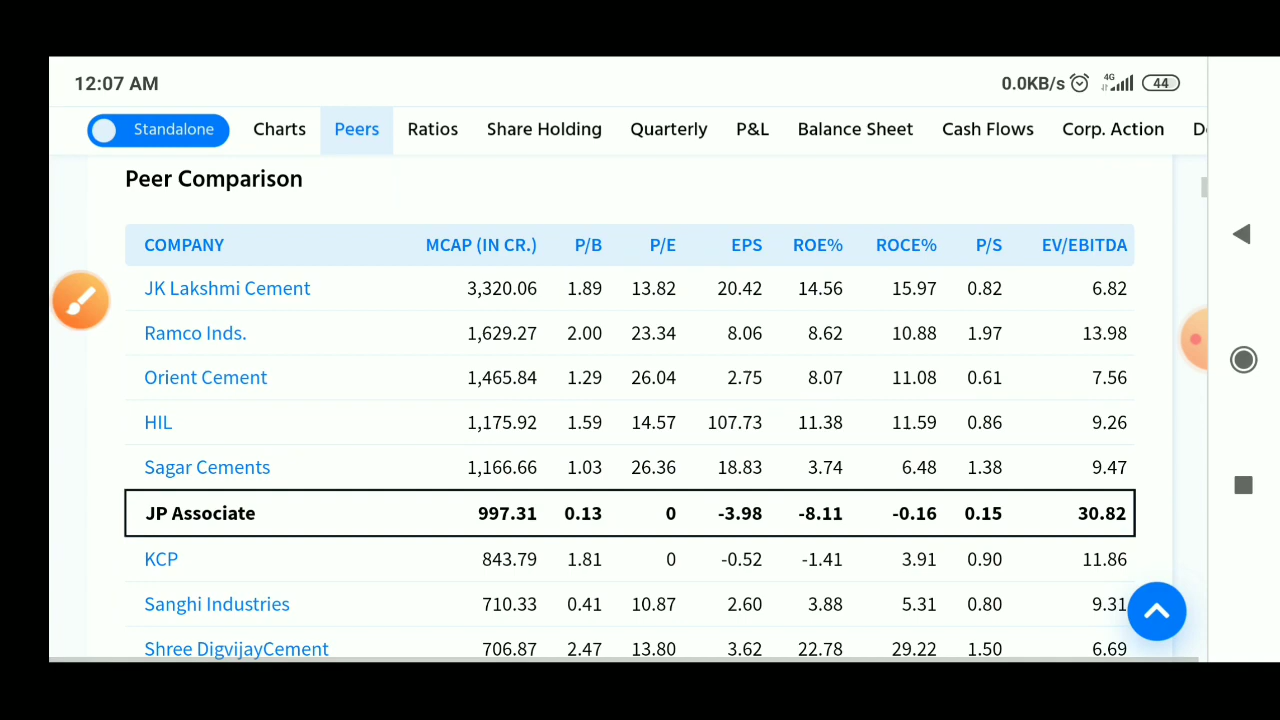 12:07 AM 0.0KB/s 4G 44
Standalone Charts Peers Ratios Share Holding Quarterly P&L Balance Sheet Cash Flows Corp. Action
Peer Comparison
COMPANY MCAP (IN CR.) P/B P/E EPS ROE% ROCE% P/S EV/EBITDA
JK Lakshmi Cement 3,320.06 1.89 13.82 20.42 14.56 15.97 0.82 6.82
Ramco Inds. 1,629.27 2.00 23.34 8.06 8.62 10.88 1.97 13.98
Orient Cement 1,465.84 1.29 26.04 2.75 8.07 11.08 0.61 7.56
HIL 1,175.92 1.59 14.57 107.73 11.38 11.59 0.86 9.26
Sagar Cements 1,166.66 1.03 26.36 18.83 3.74 6.48 1.38 9.47
JP Associate 997.31 0.13 0 -3.98 -8.11 -0.16 0.15 30.82
KCP 843.79 1.81 0 -0.52 -1.41 3.91 0.90 11.86
Sanghi Industries 710.33 0.41 10.87 2.60 3.88 5.31 0.80 9.31
Shree DigvijayCement 706.87 2.47 13.80 3.62 22.78 29.22 1.50 6.69